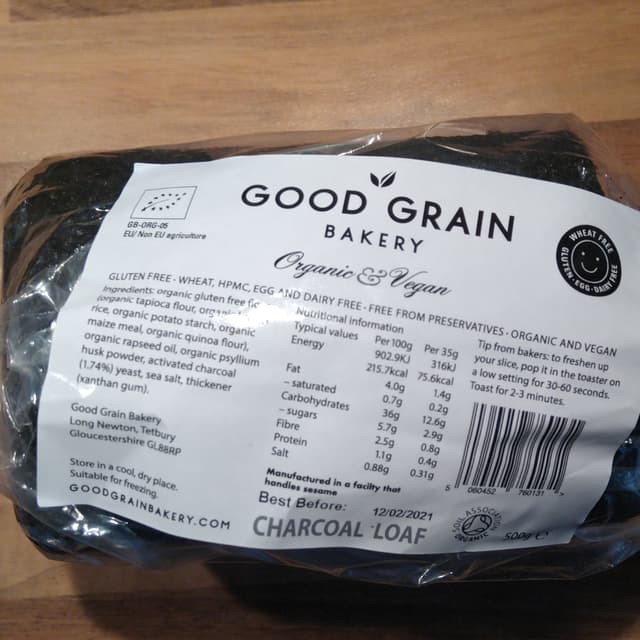 GB-ORG-05
EU/ Non EU agriculture
GOOD GRAIN
BAKERY
Organic & Vegan
WHEAT FREE
GLUTEN · EGG · DAIRY FREE
GLUTEN FREE - WHEAT, HPMC, EGG AND DAIRY FREE - FREE FROM PRESERVATIVES - ORGANIC AND VEGAN
Ingredients: organic gluten free
(organic tapioca flour, organic
rice, organic potato starch, organic
maize meal, organic quinoa flour),
organic rapseed oil, organic psyllium
husk powder, activated charcoal
(1.74%) yeast, sea salt, thickener
(xanthan gum).
Good Grain Bakery
Long Newton, Tetbury
Gloucestershire GL88RP
Store in a cool, dry place.
Suitable for freezing.
GOODGRAINBAKERY.COM
Nutritional information
Typical values Per 100g Per 35g
Energy 902.9KJ 316KJ
215.7kcal 75.6kcal
Fat 4.0g 1.4g
– saturated 0.7g 0.2g
Carbohydrates 36g 12.6g
– sugars 5.7g 2.9g
Fibre 2.5g 0.8g
Protein 1.1g 0.4g
Salt 0.88g 0.31g
Manufactured in a facilty that
handles sesame
Best Before: 12/02/2021
CHARCOAL LOAF
Tip from bakers: to freshen up
your slice, pop it in the toaster on
a low setting for 30-60 seconds.
Toast for 2-3 minutes.
5 060452 760131 >
SOIL ASSOCIATION
ORGANIC
500g e